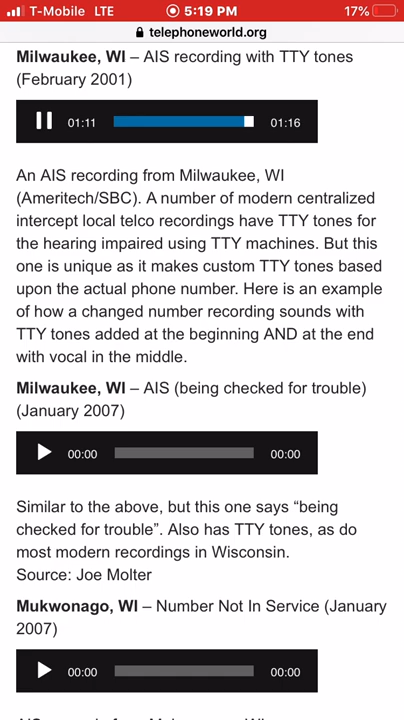 T-Mobile LTE 5:19 PM 17%
telephoneworld.org
Milwaukee, WI – AIS recording with TTY tones
(February 2001)
01:11 01:16
An AIS recording from Milwaukee, WI
(Ameritech/SBC). A number of modern centralized
intercept local telco recordings have TTY tones for
the hearing impaired using TTY machines. But this
one is unique as it makes custom TTY tones based
upon the actual phone number. Here is an example
of how a changed number recording sounds with
TTY tones added at the beginning AND at the end
with vocal in the middle.
Milwaukee, WI – AIS (being checked for trouble)
(January 2007)
00:00 00:00
Similar to the above, but this one says “being
checked for trouble”. Also has TTY tones, as do
most modern recordings in Wisconsin.
Source: Joe Molter
Mukwonago, WI – Number Not In Service (January
2007)
00:00 00:00